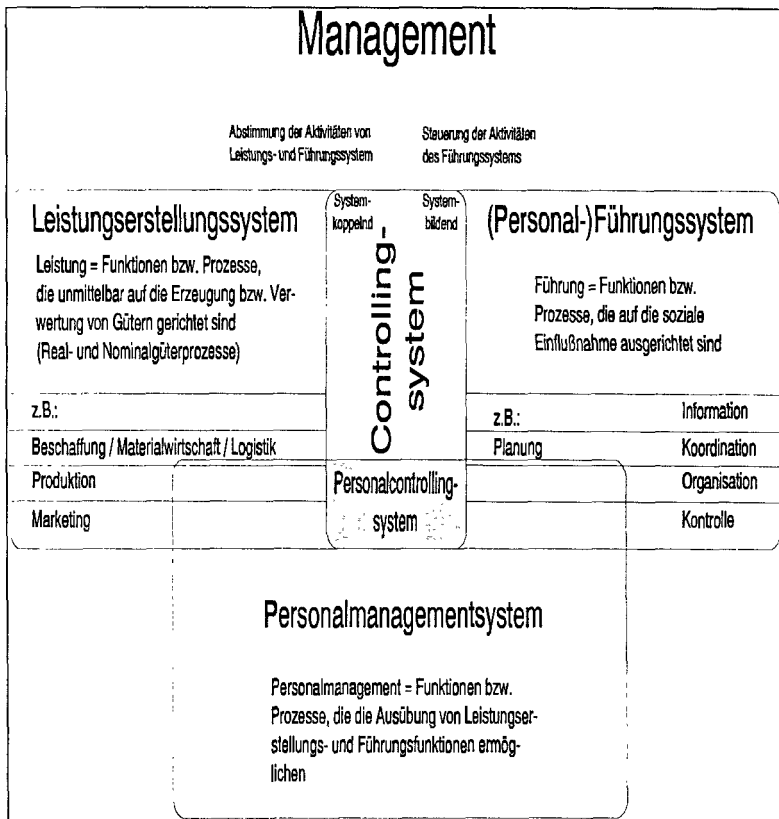 Management
Abstimmung der Aktivitäten von
Leistungs- und Führungssystem
Steuerung der Aktivitäten
des Führungssystems
Leistungserstellungssystem
Leistung = Funktionen bzw. Prozesse,
die unmittelbar auf die Erzeugung bzw. Ver-
wertung von Gütern gerichtet sind
(Real- und Nominalgüterprozesse)
z.B.:
Beschaffung / Materialwirtschaft / Logistik
Produktion
Marketing
System-
koppelnd
System-
bildend
Controlling-
system
Personalcontrolling-
system
(Personal-)Führungssystem
Führung = Funktionen bzw.
Prozesse, die auf die soziale
Einflußnahme ausgerichtet sind
z.B.: Information
Planung Koordination
Organisation
Kontrolle
Personalmanagementsystem
Personalmanagement = Funktionen bzw.
Prozesse, die die Ausübung von Leistungser-
stellungs- und Führungsfunktionen ermög-
lichen